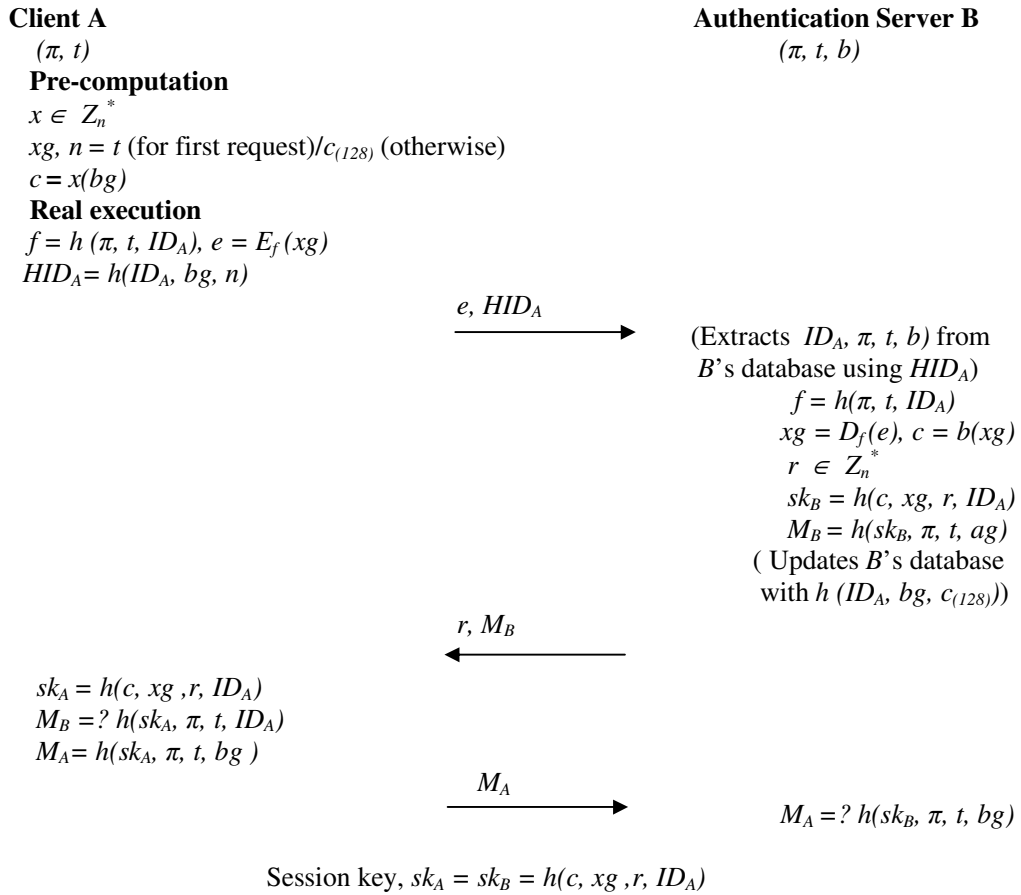 Client A Authentication Server B
(π, t) (π, t, b)
Pre-computation
x ∈ Z_n^*
xg, n = t (for first request)/c_(128) (otherwise)
c = x(bg)
Real execution
f = h (π, t, ID_A), e = E_f(xg)
HID_A= h(ID_A, bg, n)
e, HID_A
(Extracts ID_A, π, t, b) from
B's database using HID_A)
f = h(π, t, ID_A)
xg = D_f(e), c = b(xg)
r ∈ Z_n^*
sk_B = h(c, xg, r, ID_A)
M_B = h(sk_B, π, t, ag)
( Updates B's database
with h (ID_A, bg, c_(128)))
r, M_B
sk_A = h(c, xg ,r, ID_A)
M_B =? h(sk_A, π, t, ID_A)
M_A= h(sk_A, π, t, bg )
M_A
M_A =? h(sk_B, π, t, bg)
Session key, sk_A = sk_B = h(c, xg ,r, ID_A)